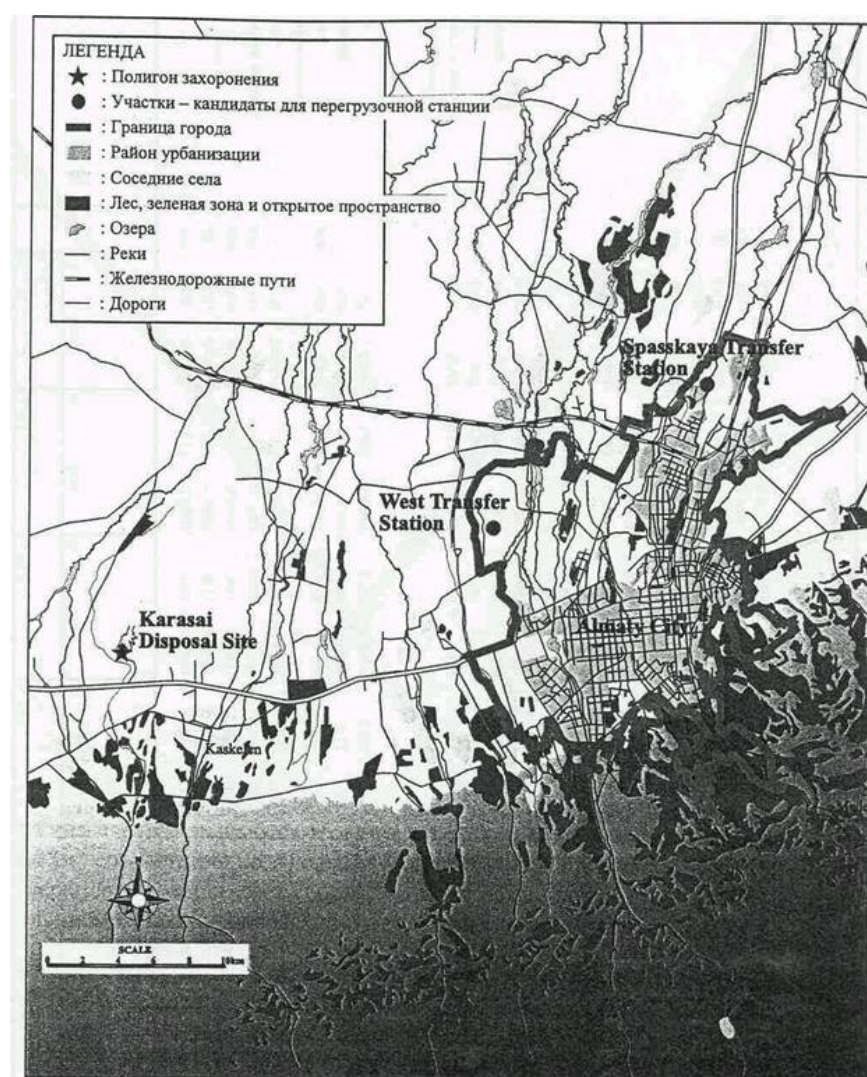 ЛЕГЕНДА
: Полигон захоронения
: Участки – кандидаты для перегрузочной станции
: Граница города
: Район урбанизации
: Соседние села
: Лес, зеленая зона и открытое пространство
: Озера
: Реки
: Железнодорожные пути
: Дороги
Spasskaya Transfer
Station
West Transfer
Station
Karasai
Disposal Site
Almaty City
Kaskelen
N
SCALE
0 2 4 6 8 10km